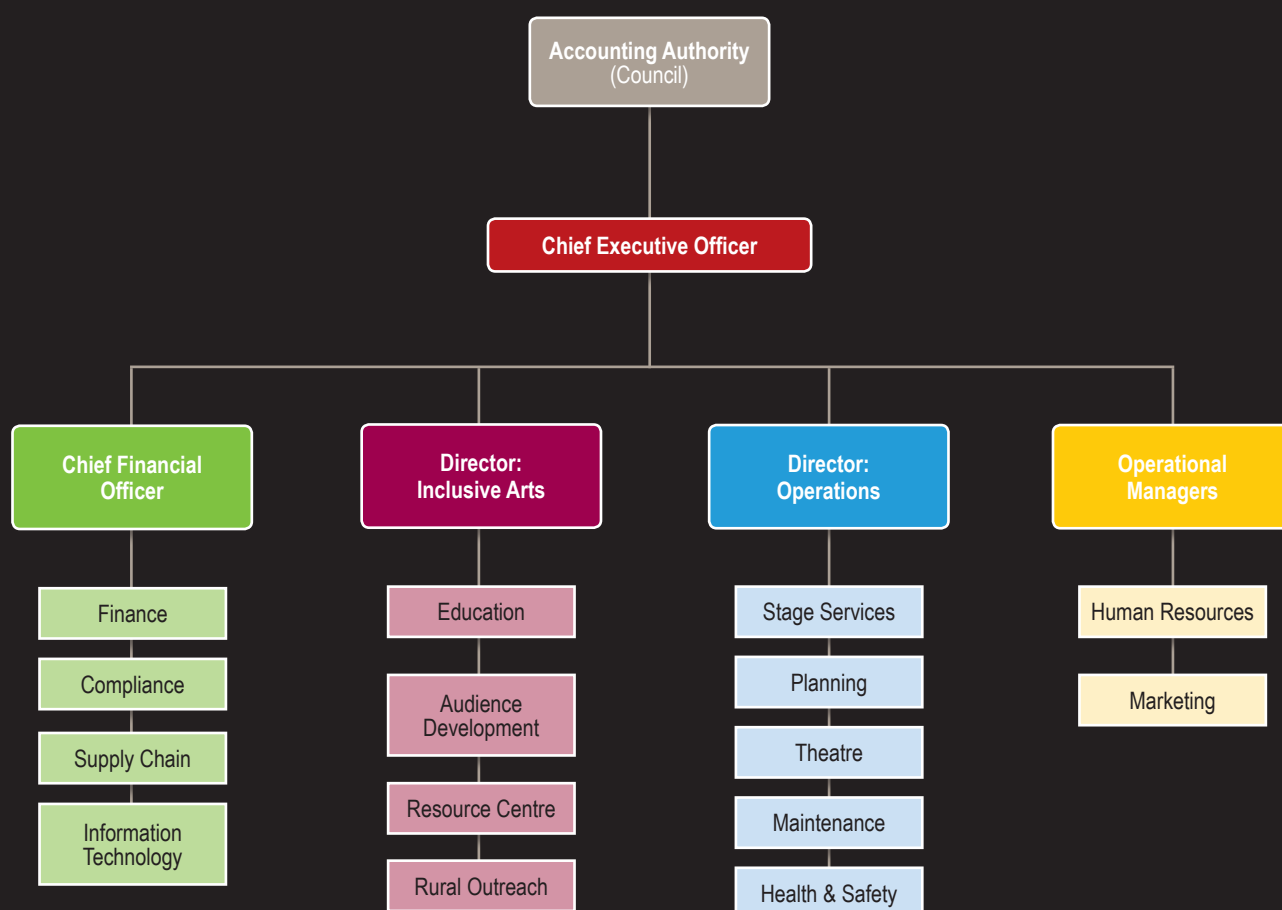 Accounting Authority
(Council)
Chief Executive Officer
Chief Financial
Officer
Finance
Compliance
Supply Chain
Information
Technology
Director:
Inclusive Arts
Education
Audience
Development
Resource Centre
Rural Outreach
Director:
Operations
Stage Services
Planning
Theatre
Maintenance
Health & Safety
Operational
Managers
Human Resources
Marketing